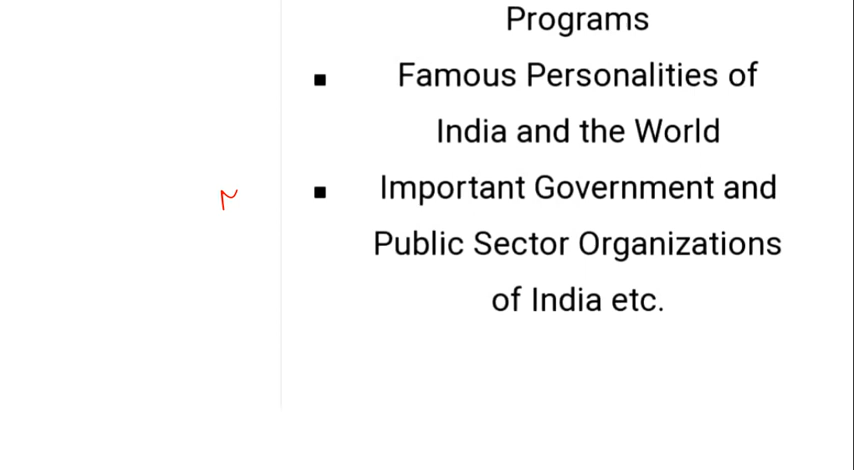 Programs
▪ Famous Personalities of
India and the World
▪ Important Government and
Public Sector Organizations
of India etc.